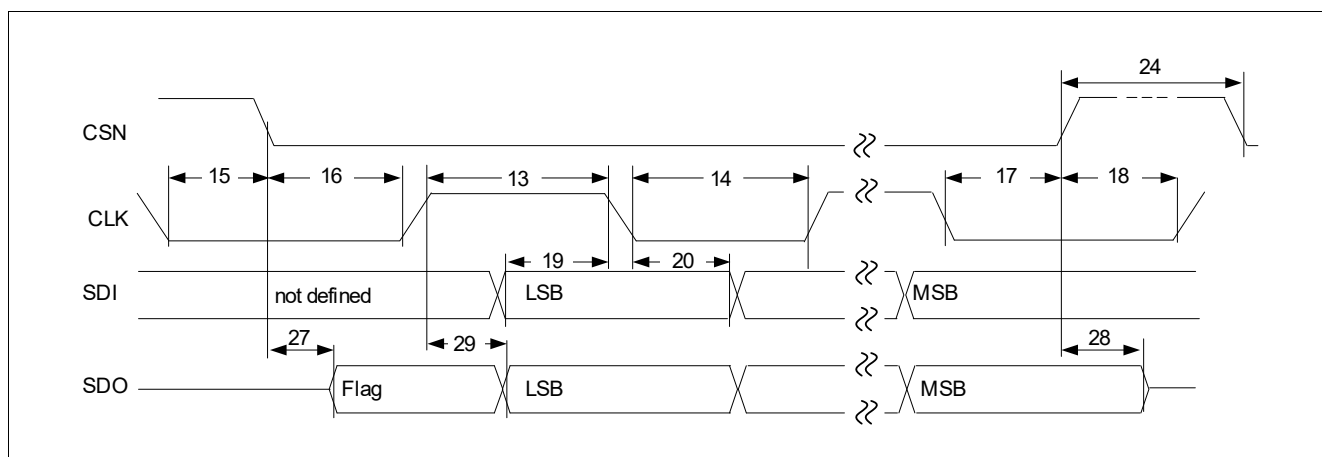 24
CSN
15 16 13 14 17 18
CLK
19 20
SDI not defined LSB MSB
27 29 28
SDO Flag LSB MSB